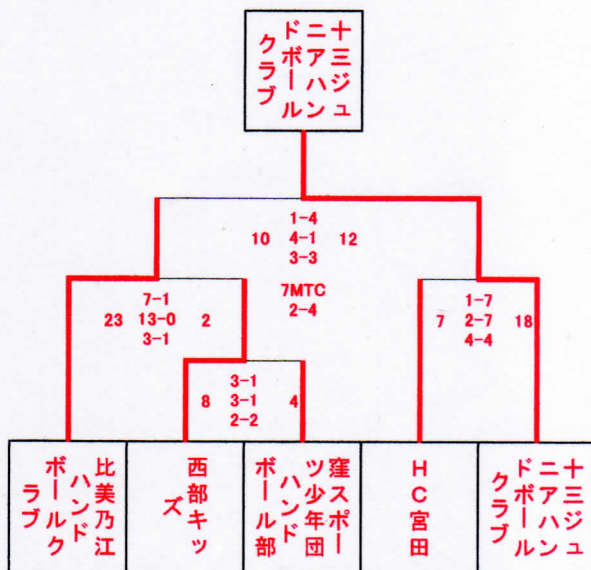 十三ジュ
ニアハン
ドボール
クラブ
1-4
10 4-1 12
3-3
7MTC
2-4
7-1
23 13-0 2
3-1
1-7
7 2-7 18
4-4
3-1
8 3-1 4
2-2
比美乃江
ハンド
ボールク
ラブ
西部キッ
ズ
窪スポー
ツ少年団
ハンド
ボール部
HC宮田
十三ジュ
ニアハン
ドボール
クラブ